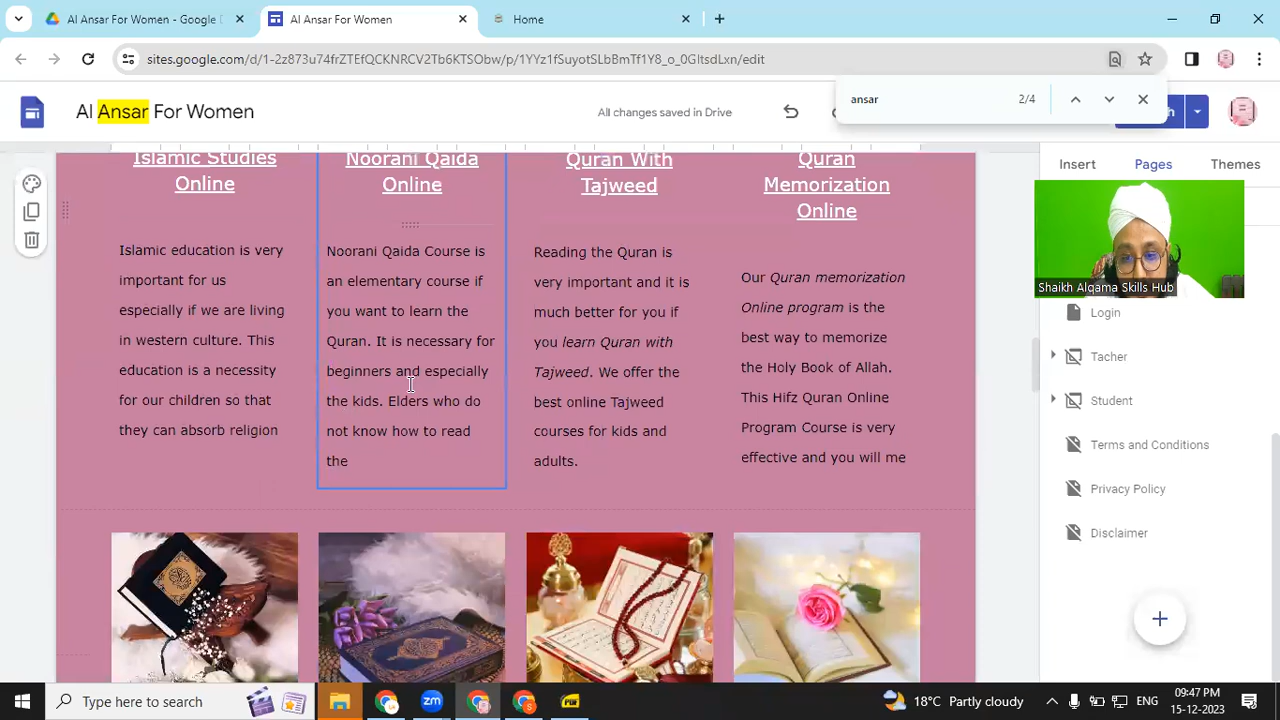 Al Ansar For Women - Google D
Al Ansar For Women
Home
sites.google.com/d/1-2z873u74frZTEfQCKNRCV2Tb6KTSObn/p/1YYz1fSuyotSLbBmTf1Y8_o_0GltsdLxn/edit
ansar
2/4
Al Ansar For Women
All changes saved in Drive
Insert
Pages
Themes
Islamic Studies
Online
Islamic education is very
important for us
especially if we are living
in western culture. This
education is a necessity
for our children so that
they can absorb religion
Noorani Qaida
Online
Noorani Qaida Course is
an elementary course if
you want to learn the
Quran. It is necessary for
beginners and especially
the kids. Elders who do
not know how to read
the
Quran With
Tajweed
Reading the Quran is
very important and it is
much better for you if
you learn Quran with
Tajweed. We offer the
best online Tajweed
courses for kids and
adults.
Quran
Memorization
Online
Our Quran memorization
Online program is the
best way to memorize
the Holy Book of Allah.
This Hifz Quran Online
Program Course is very
effective and you will me
Shaikh Alqama Skills Hub
Login
Tacher
Student
Terms and Conditions
Privacy Policy
Disclaimer
Type here to search
zm
PDF
18°C Partly cloudy
ENG
09:47 PM
15-12-2023